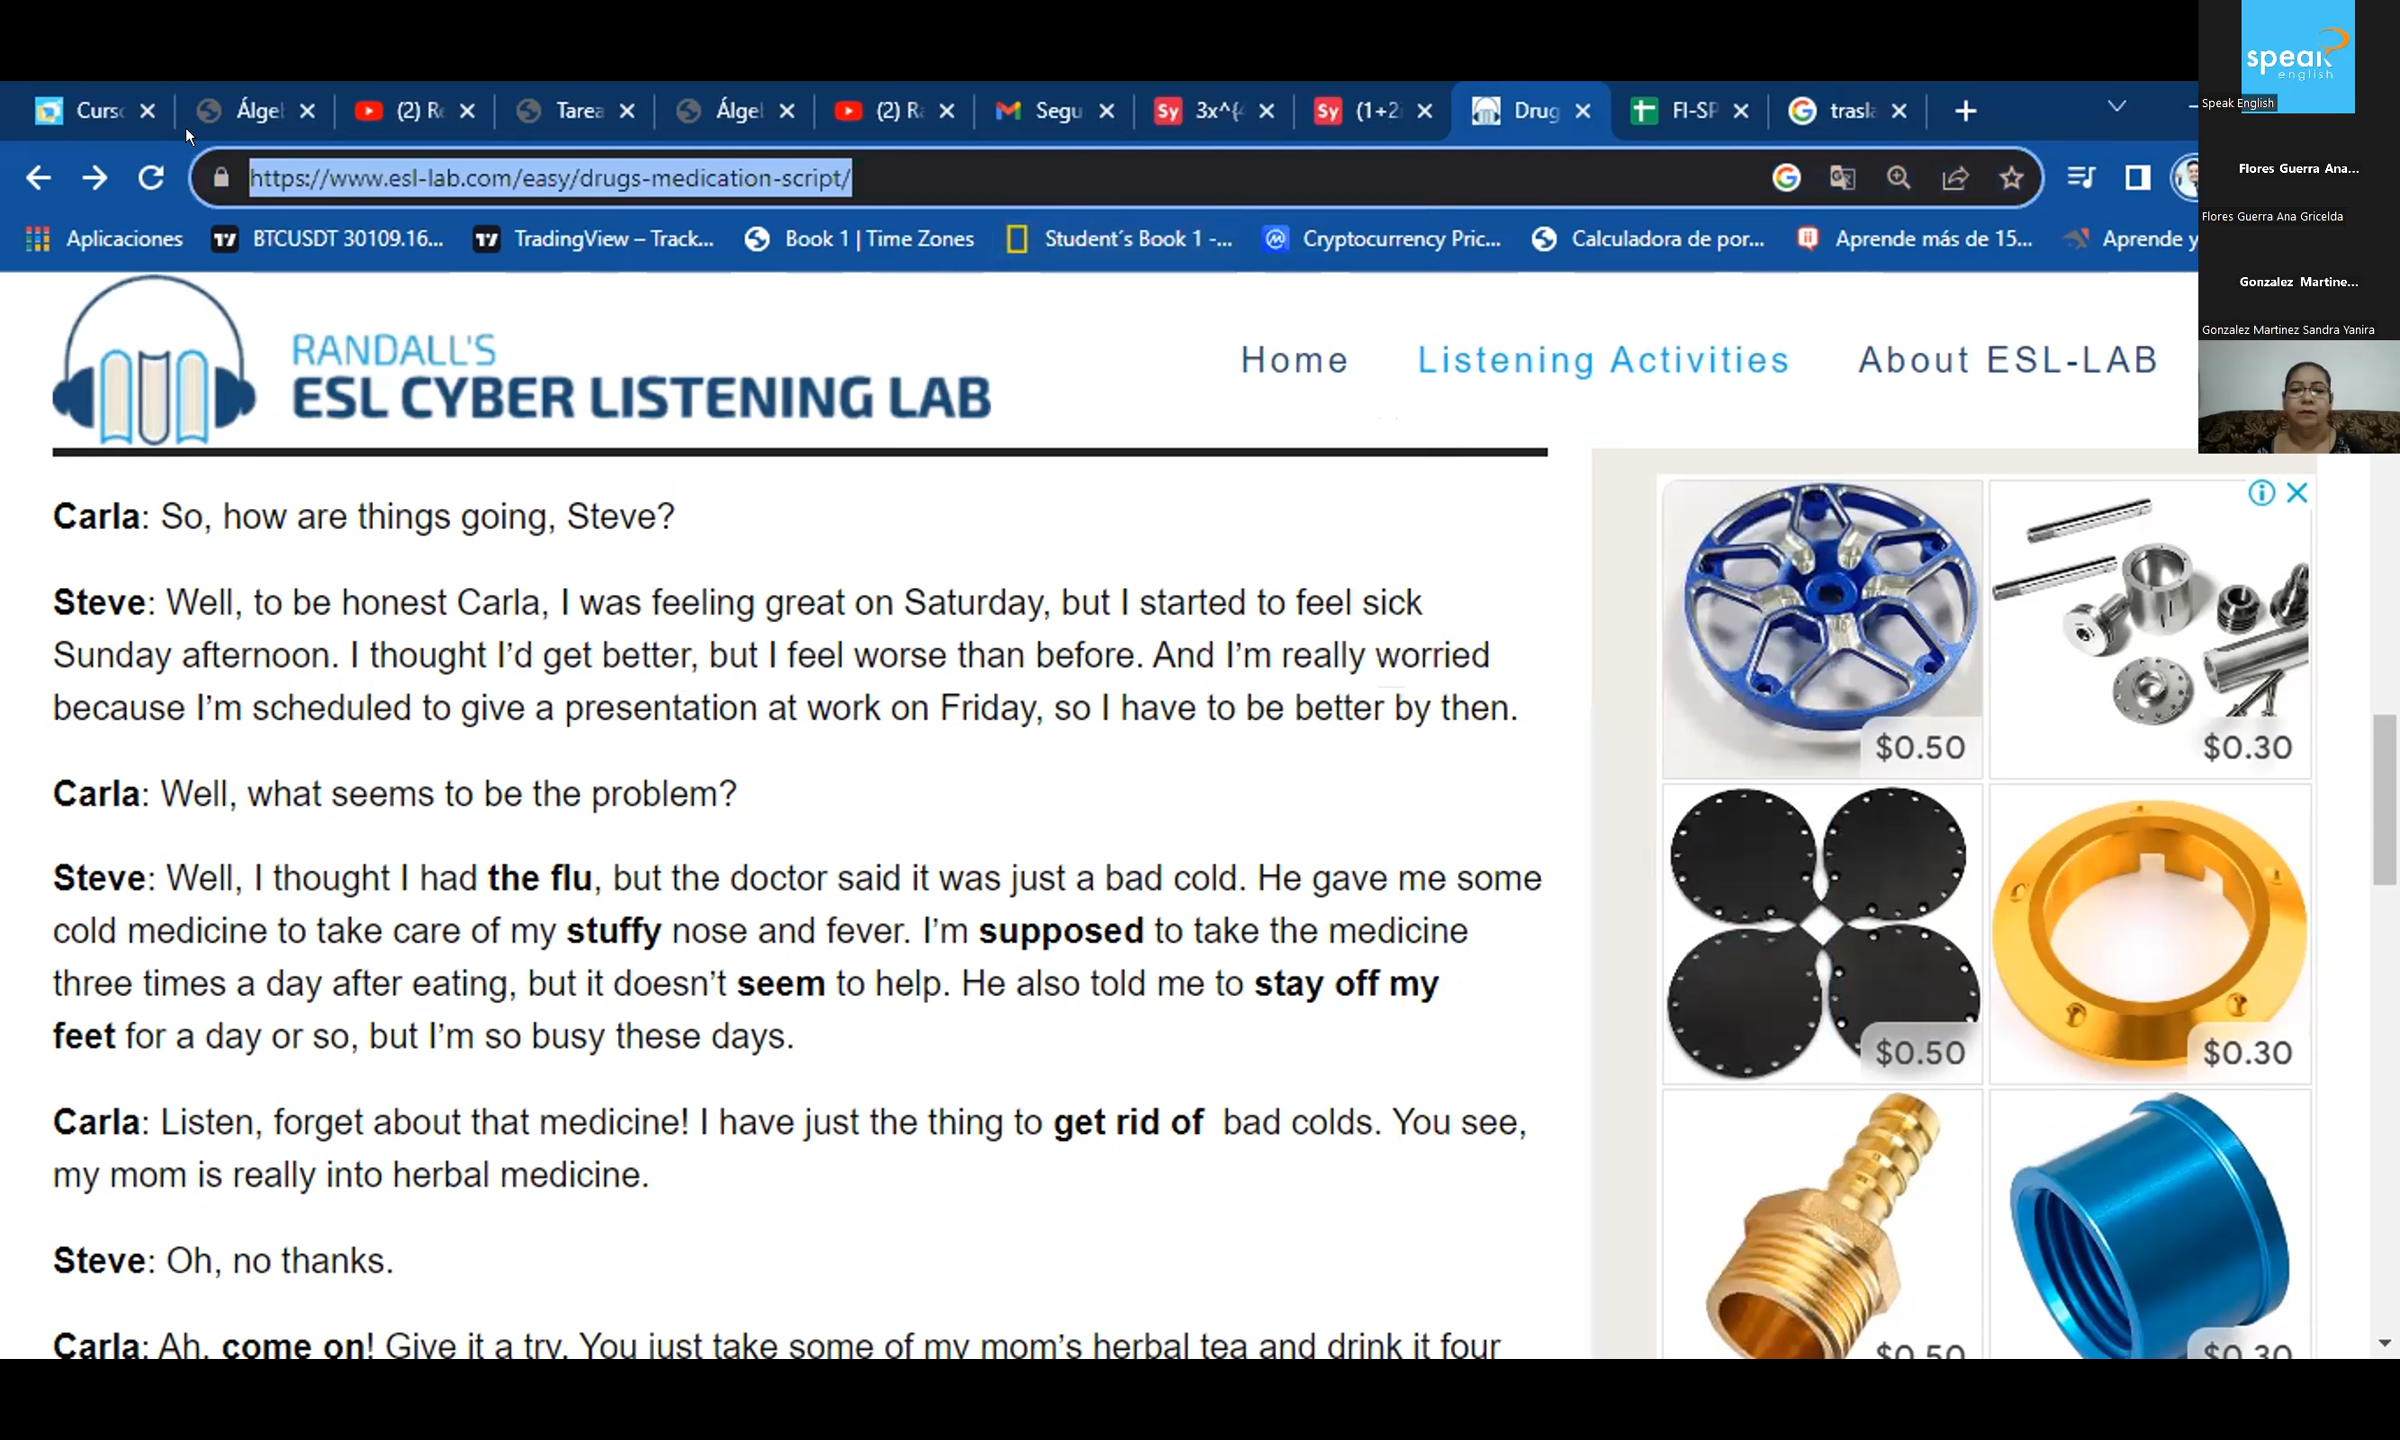 Curso
Álgel
(2) Re
Tarea
Álgel
(2) Ra
Segu
Sy 3x^{
Sy (1+2
Drug
FI-SP
trasla
https://www.esl-lab.com/easy/drugs-medication-script/
Aplicaciones
BTCUSDT 30109.16...
TradingView – Track...
Book 1 | Time Zones
Student´s Book 1 -...
Cryptocurrency Pric...
Calculadora de por...
Aprende más de 15...
Aprende y
speak
english
Speak English
Flores Guerra Ana...
Flores Guerra Ana Gricelda
Gonzalez Martine...
Gonzalez Martinez Sandra Yanira
RANDALL'S
ESL CYBER LISTENING LAB
Home
Listening Activities
About ESL-LAB
Carla: So, how are things going, Steve?
Steve: Well, to be honest Carla, I was feeling great on Saturday, but I started to feel sick
Sunday afternoon. I thought I’d get better, but I feel worse than before. And I’m really worried
because I’m scheduled to give a presentation at work on Friday, so I have to be better by then.
Carla: Well, what seems to be the problem?
Steve: Well, I thought I had the flu, but the doctor said it was just a bad cold. He gave me some
cold medicine to take care of my stuffy nose and fever. I’m supposed to take the medicine
three times a day after eating, but it doesn’t seem to help. He also told me to stay off my
feet for a day or so, but I’m so busy these days.
Carla: Listen, forget about that medicine! I have just the thing to get rid of bad colds. You see,
my mom is really into herbal medicine.
Steve: Oh, no thanks.
Carla: Ah, come on! Give it a try. You just take some of my mom’s herbal tea and drink it four
$0.50
$0.30
$0.50
$0.30
$0.50
$0.30